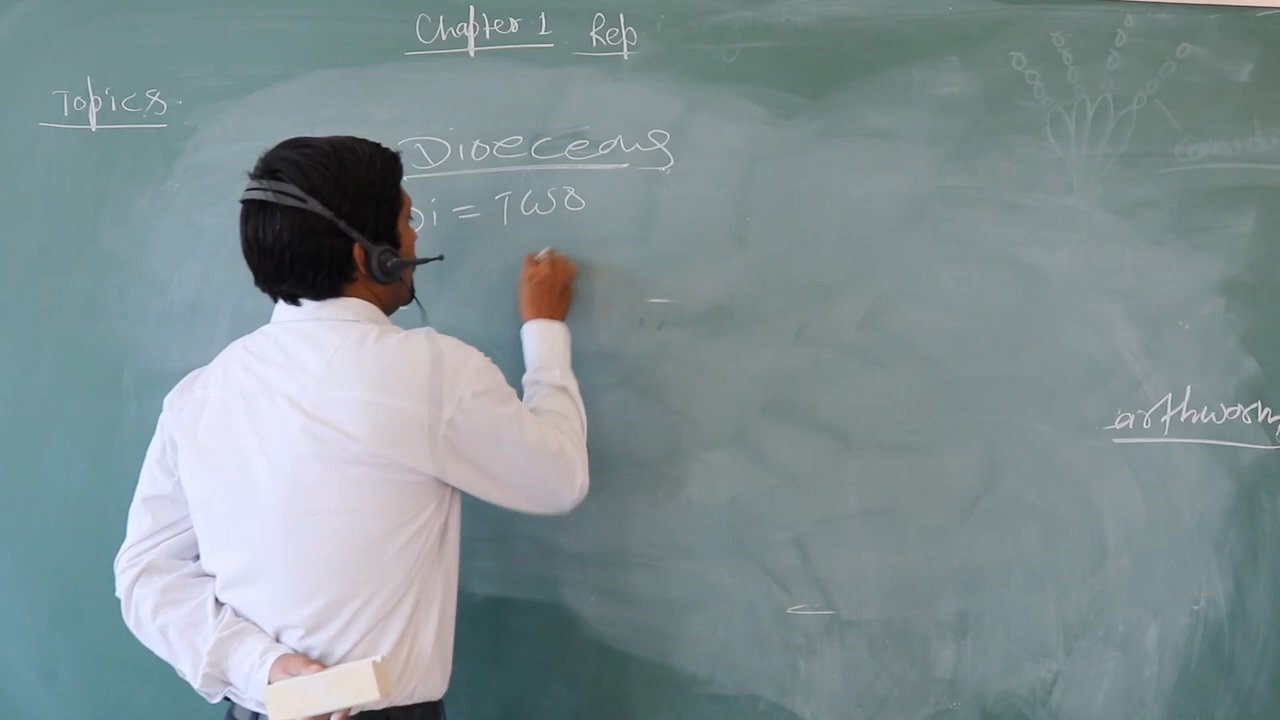 Chapter 1 Rep
Topics
Dioeceous
Di = Two
arthworm